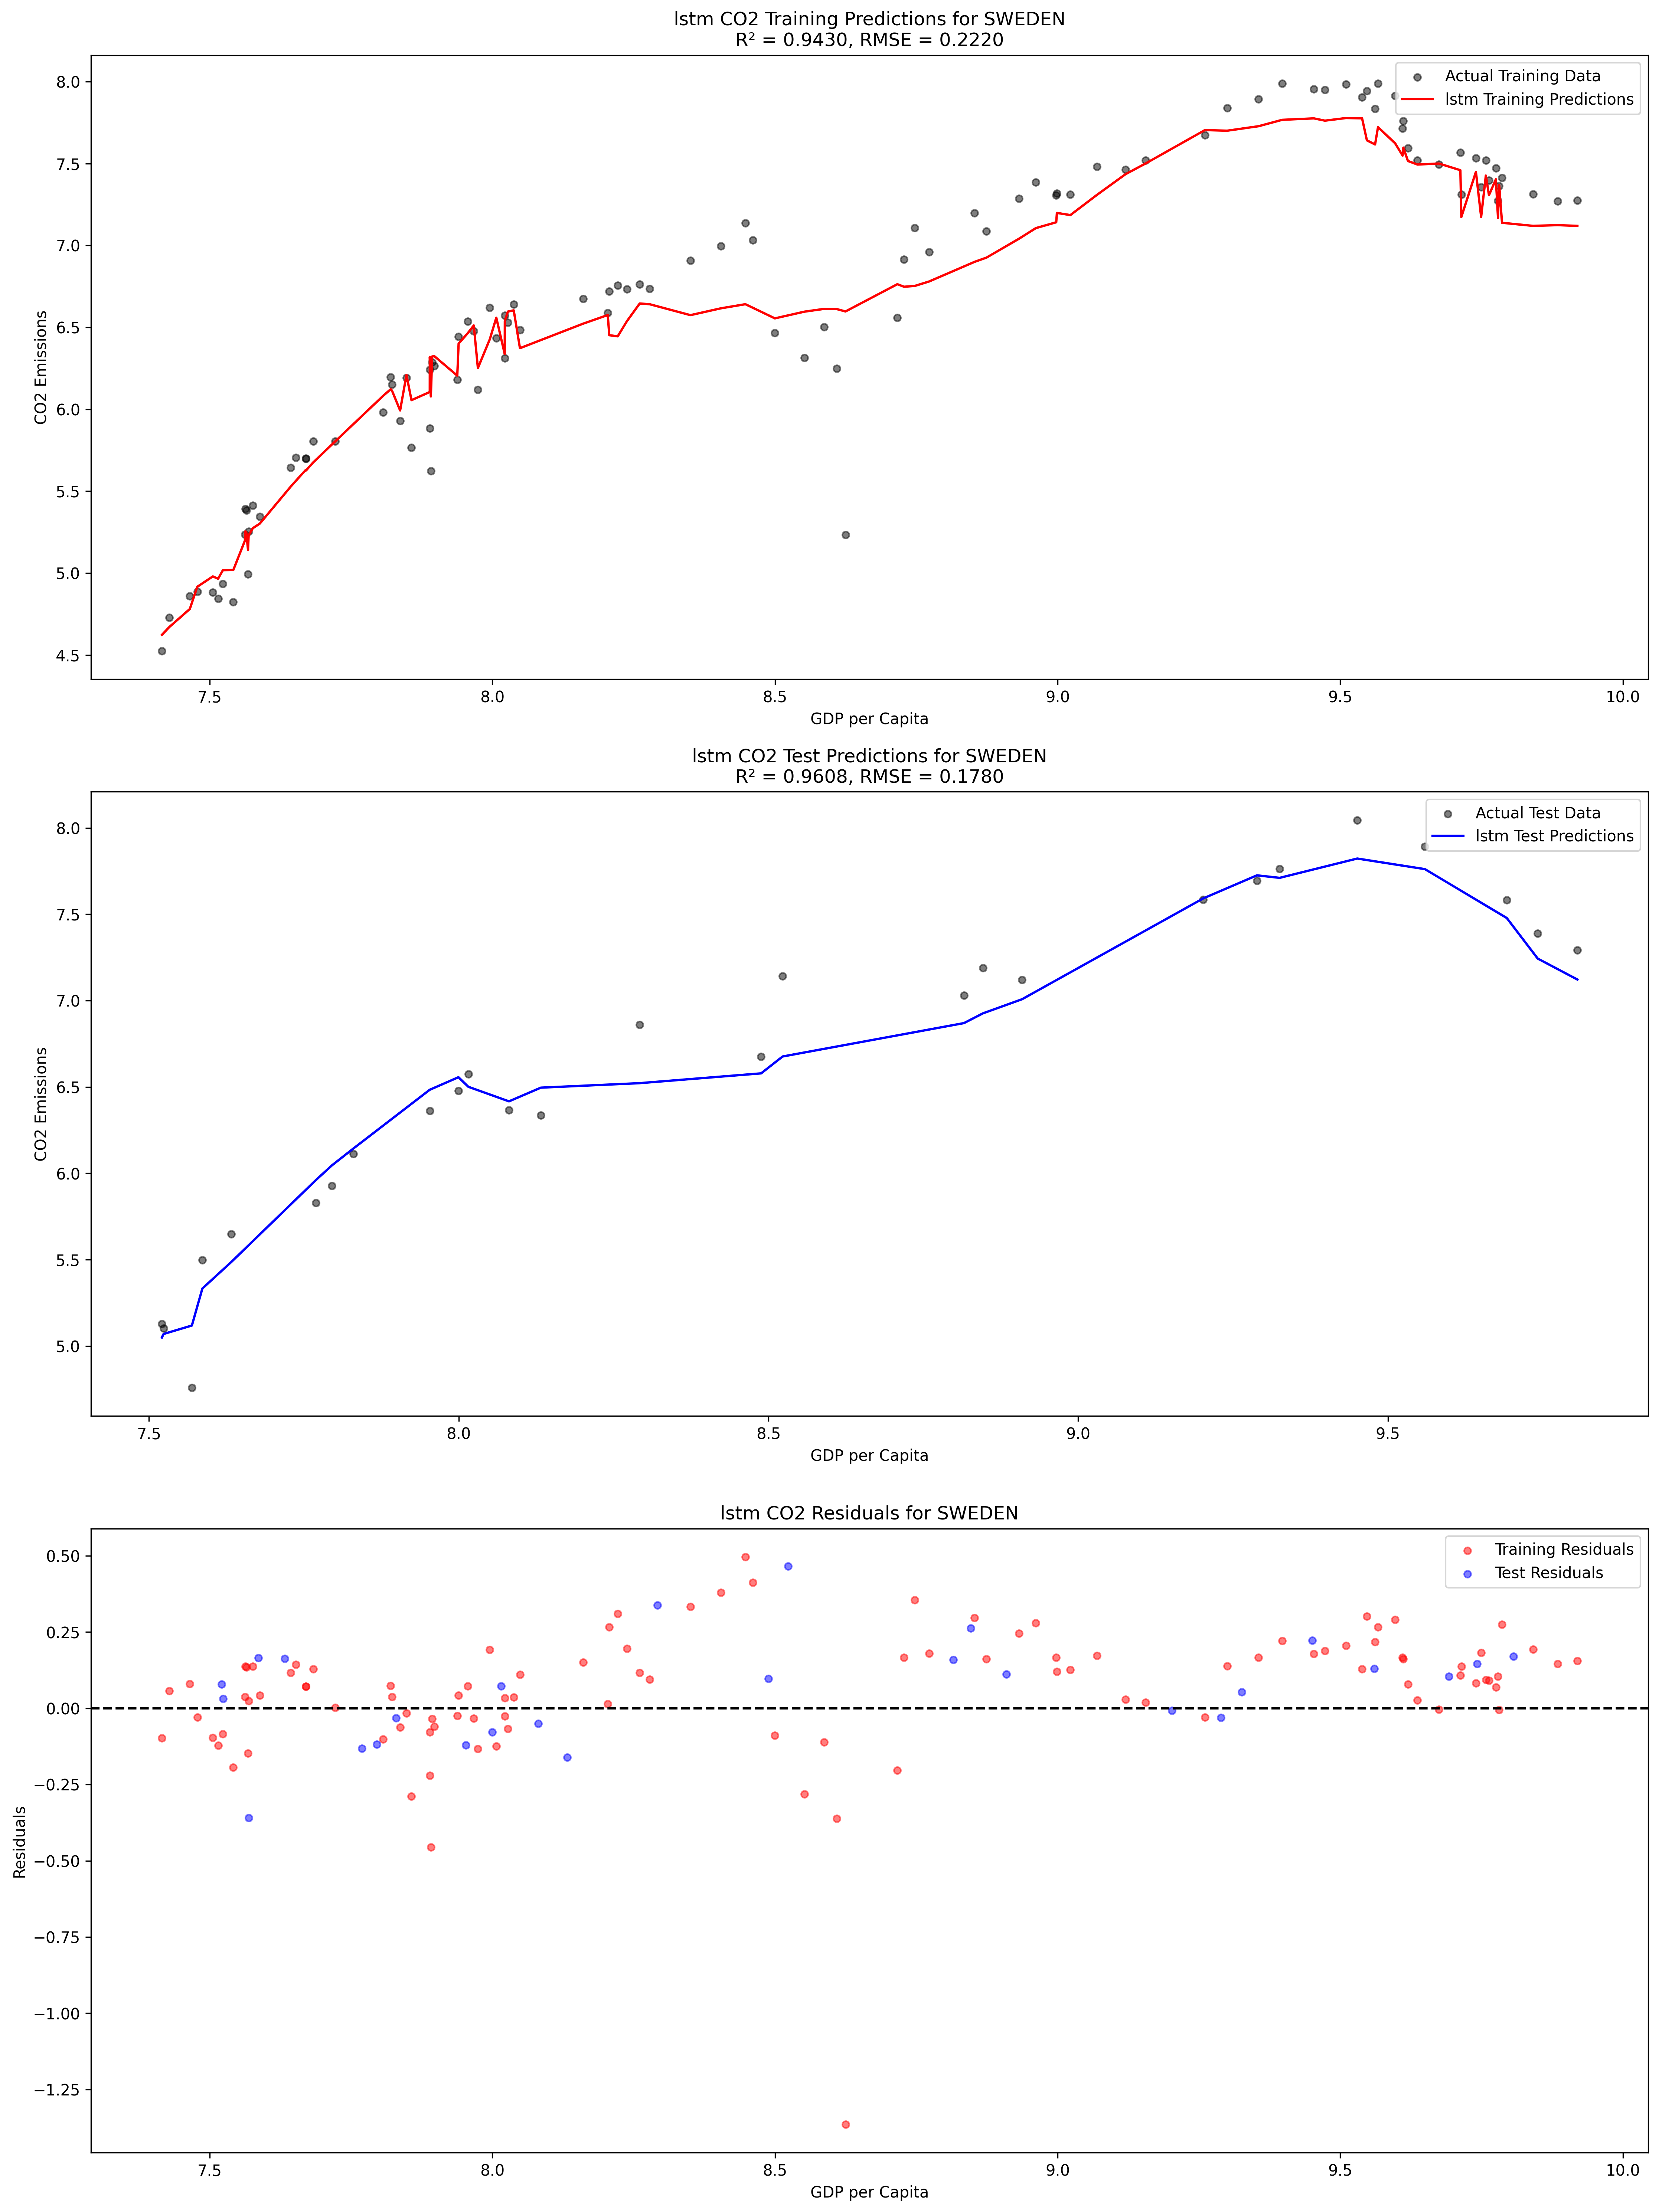 lstm CO2 Training Predictions for SWEDEN
R² = 0.9430, RMSE = 0.2220
Actual Training Data
lstm Training Predictions
CO2 Emissions
8.0
7.5
7.0
6.5
6.0
5.5
5.0
4.5
7.5 8.0 8.5 9.0 9.5 10.0
GDP per Capita
lstm CO2 Test Predictions for SWEDEN
R² = 0.9608, RMSE = 0.1780
Actual Test Data
lstm Test Predictions
CO2 Emissions
8.0
7.5
7.0
6.5
6.0
5.5
5.0
7.5 8.0 8.5 9.0 9.5
GDP per Capita
lstm CO2 Residuals for SWEDEN
Training Residuals
Test Residuals
Residuals
0.50
0.25
0.00
−0.25
−0.50
−0.75
−1.00
−1.25
7.5 8.0 8.5 9.0 9.5 10.0
GDP per Capita